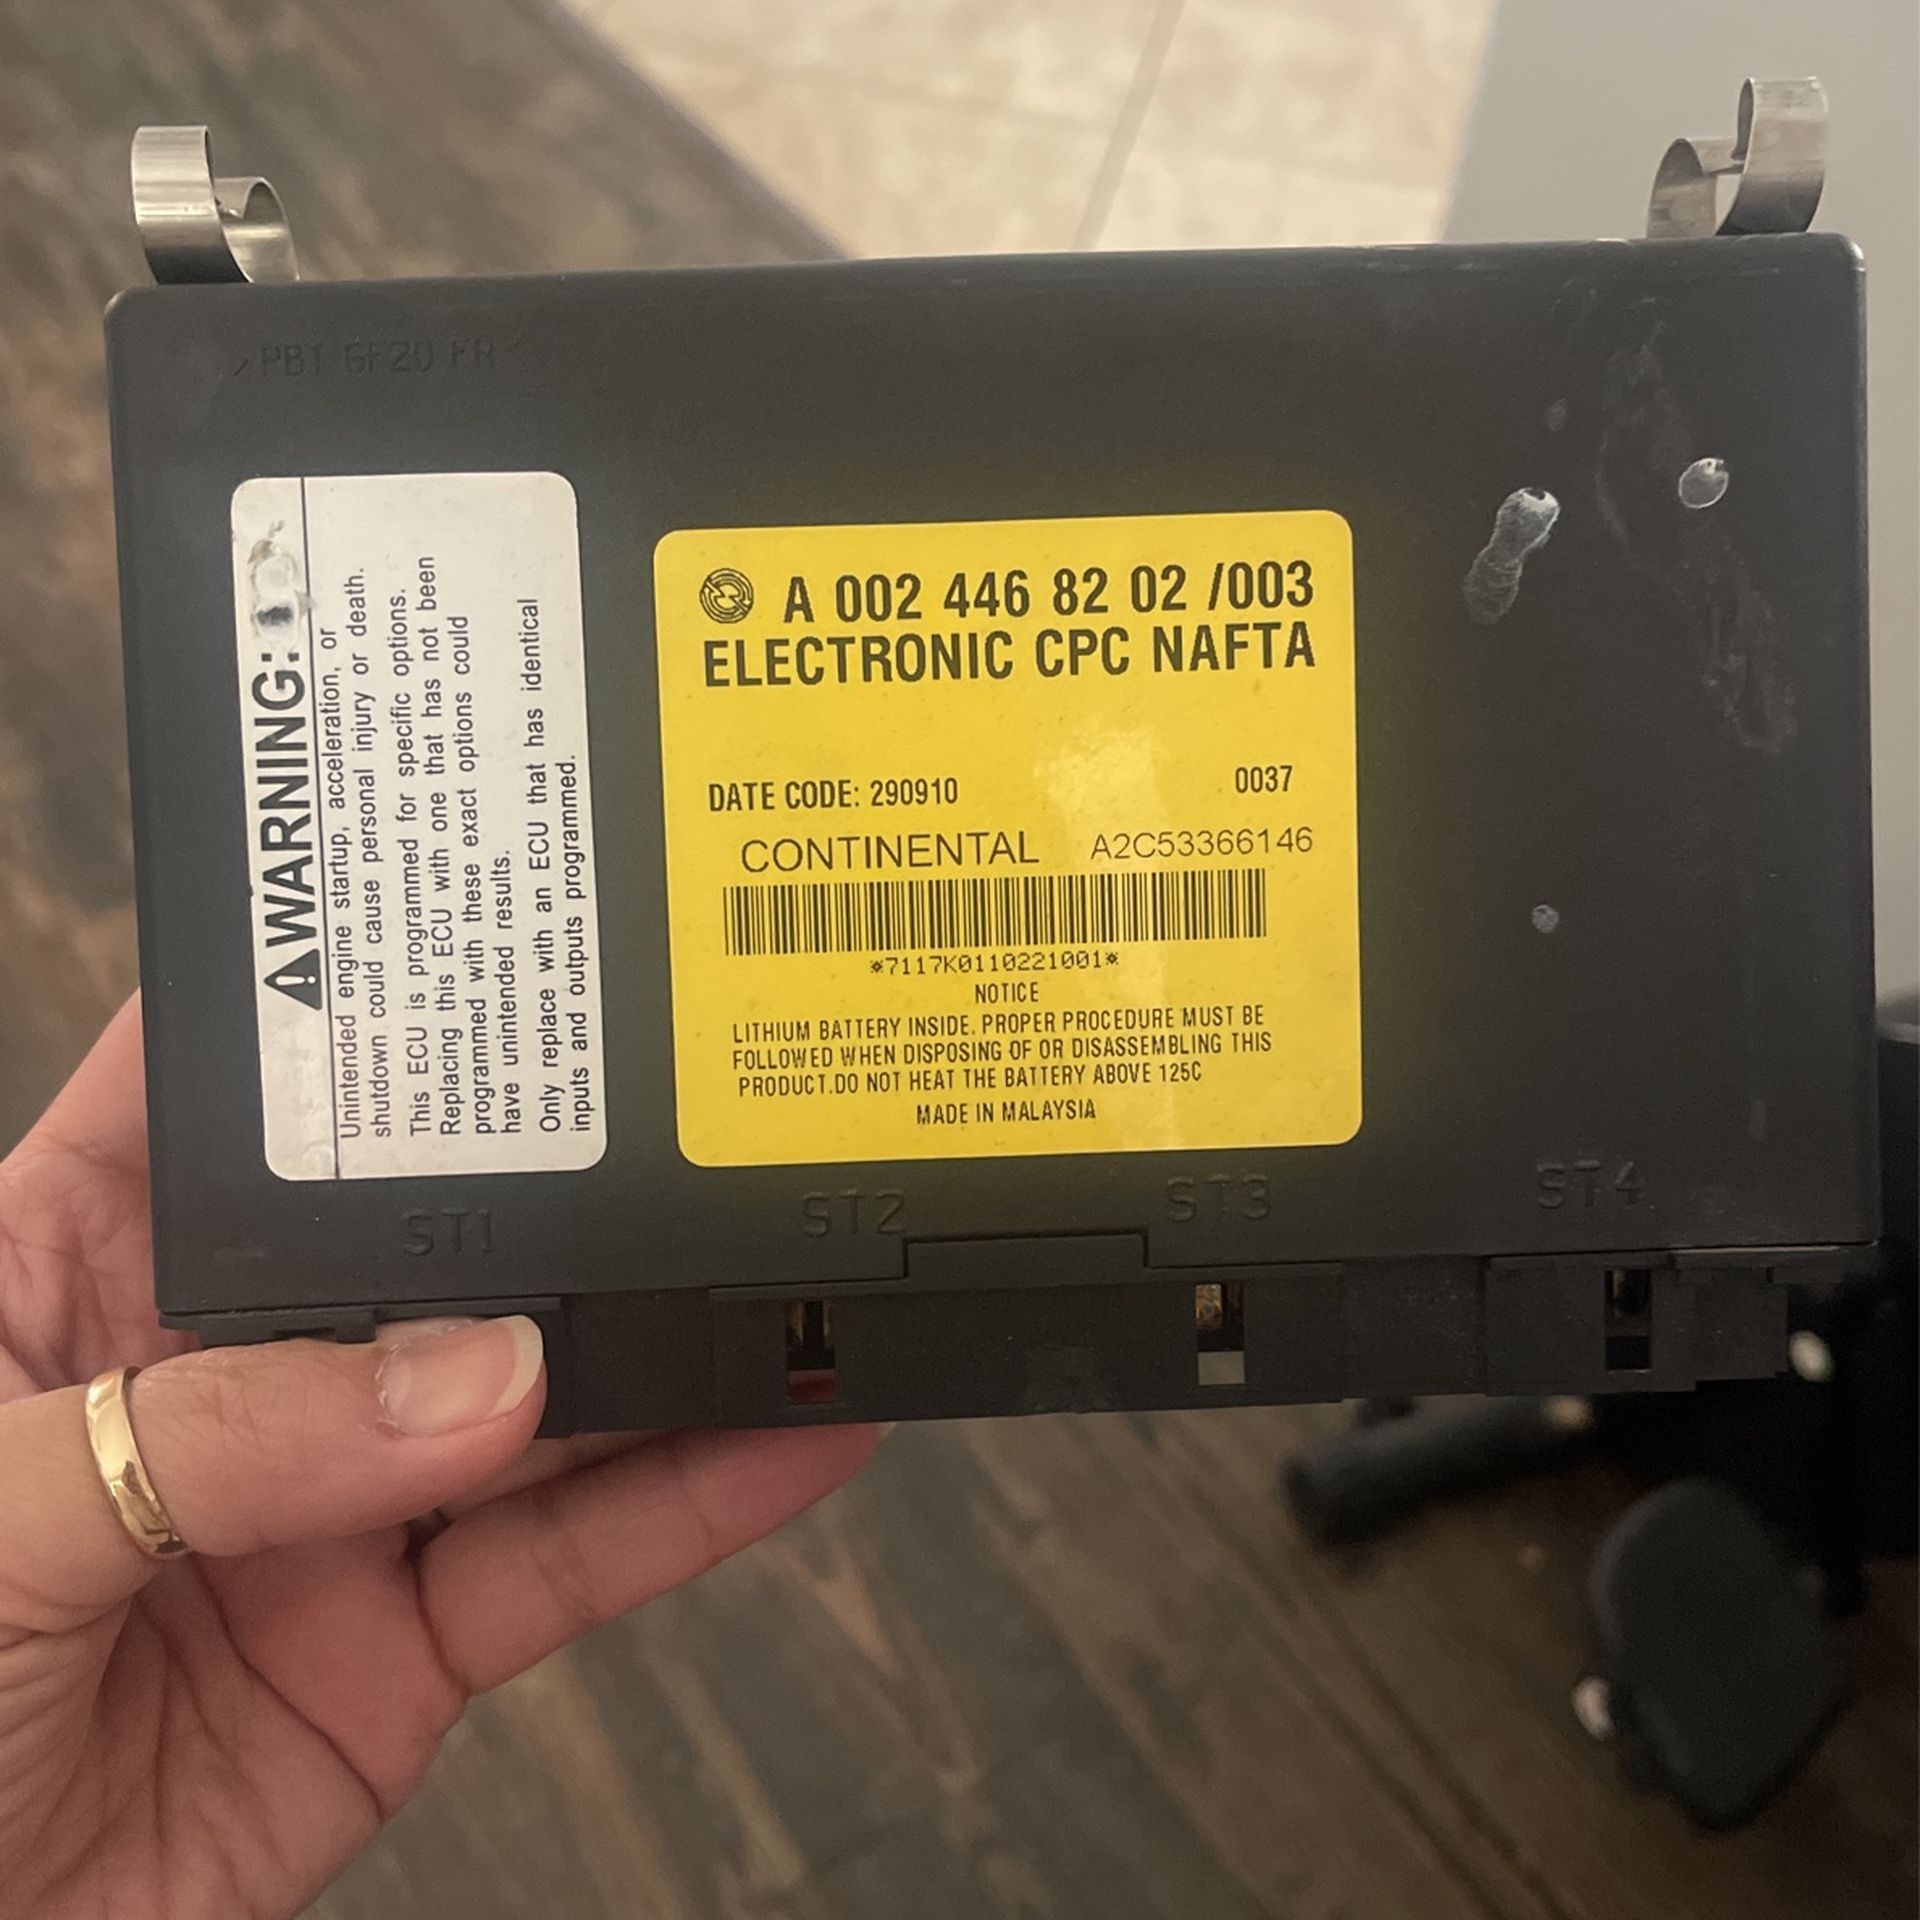 >PBT GF20 FR<
WARNING:
Unintended engine startup, acceleration, or
shutdown could cause personal injury or death.
This ECU is programmed for specific options.
Replacing this ECU with one that has not been
programmed with these exact options could
have unintended results.
Only replace with an ECU that has identical
inputs and outputs programmed.
A 002 446 82 02 /003
ELECTRONIC CPC NAFTA
DATE CODE: 290910 0037
CONTINENTAL A2C53366146
*7117K0110221001*
NOTICE
LITHIUM BATTERY INSIDE. PROPER PROCEDURE MUST BE
FOLLOWED WHEN DISPOSING OF OR DISASSEMBLING THIS
PRODUCT.DO NOT HEAT THE BATTERY ABOVE 125C
MADE IN MALAYSIA
ST1 ST2 ST3 ST4